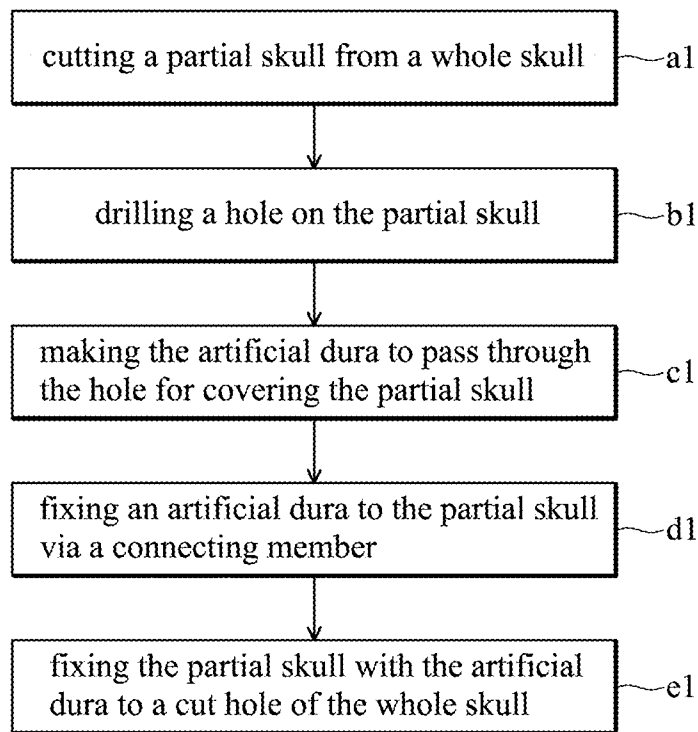 cutting a partial skull from a whole skull
a1
drilling a hole on the partial skull
b1
making the artificial dura to pass through
the hole for covering the partial skull
c1
fixing an artificial dura to the partial skull
via a connecting member
d1
fixing the partial skull with the artificial
dura to a cut hole of the whole skull
e1